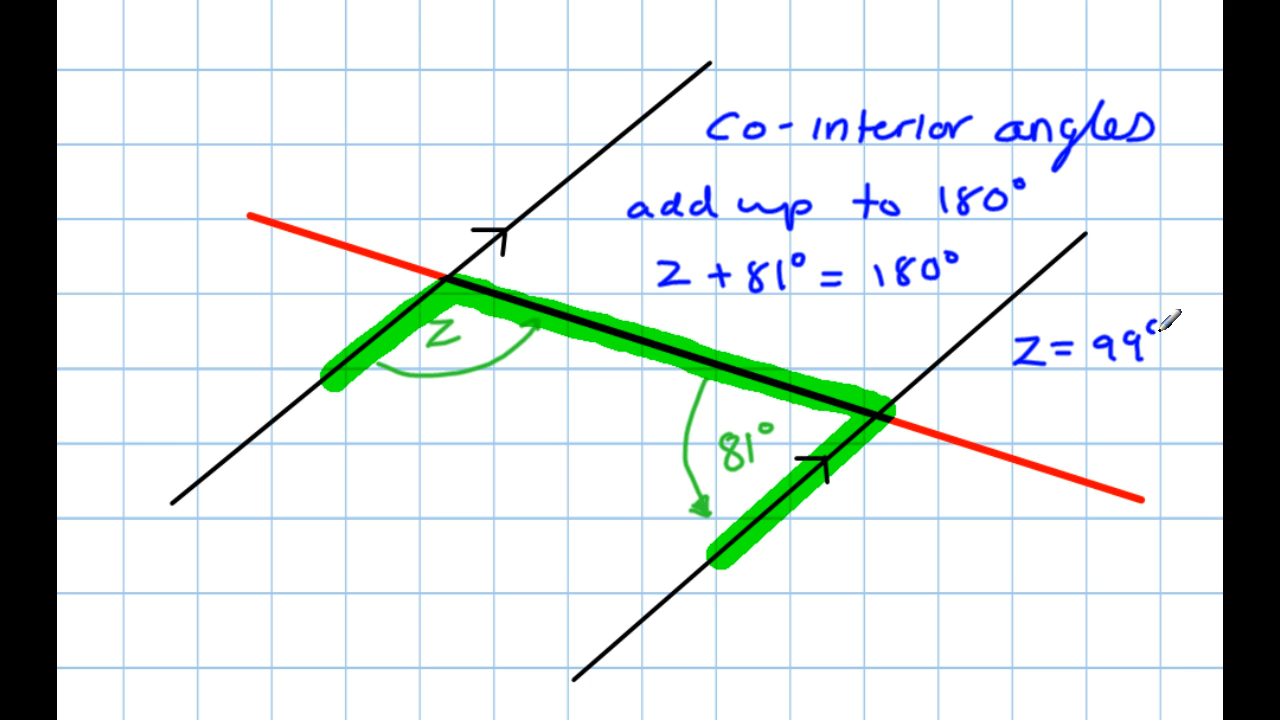 Co-interior angles
add up to 180°
z + 81° = 180°
z = 99°
z
81°